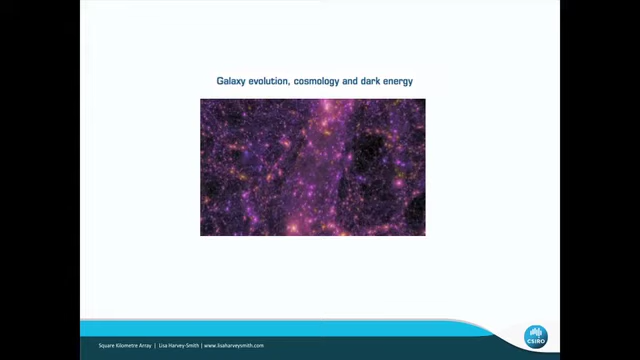 Galaxy evolution, cosmology and dark energy
Square Kilometre Array | Lisa Harvey-Smith | www.lisaharveysmith.com
CSIRO